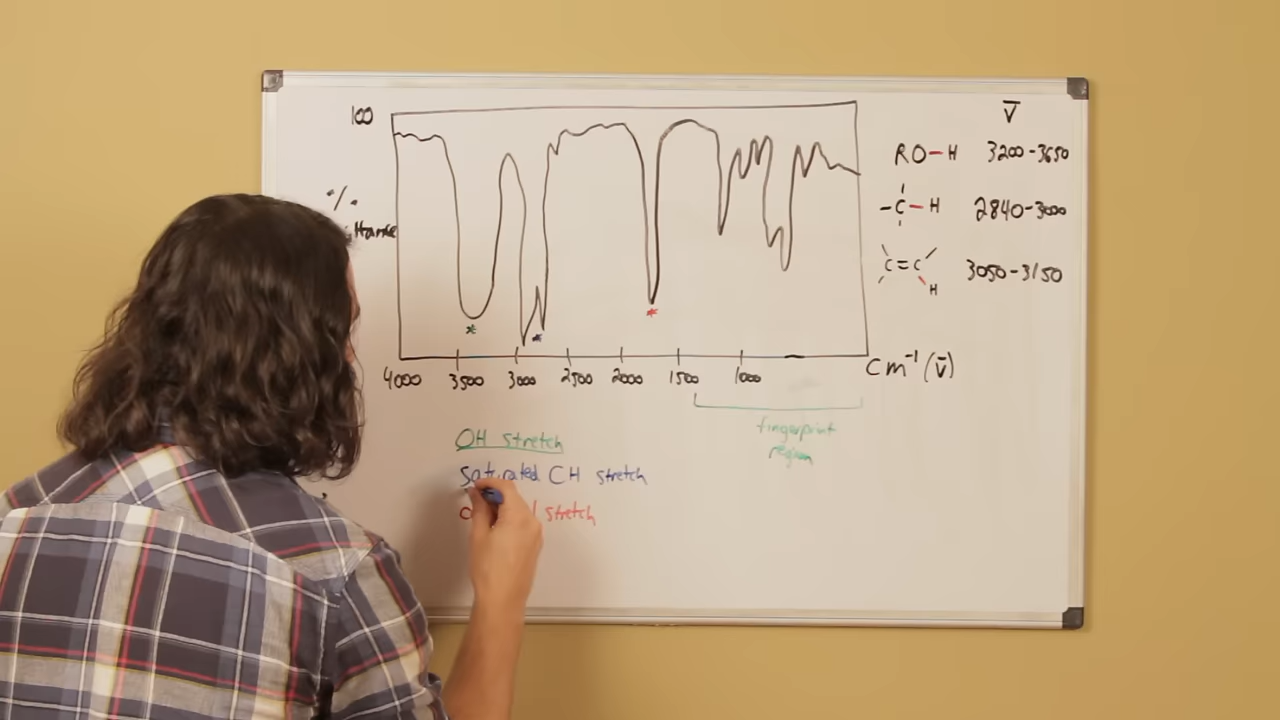 100
%
4000 3500 3000 2500 2000 1500 1000
cm⁻¹ (ν̅)
fingerprint
region
OH stretch
saturated CH stretch
stretch
ν̅
RO-H 3200-3650
-C-H 2840-3000
C=C
H
3050-3150